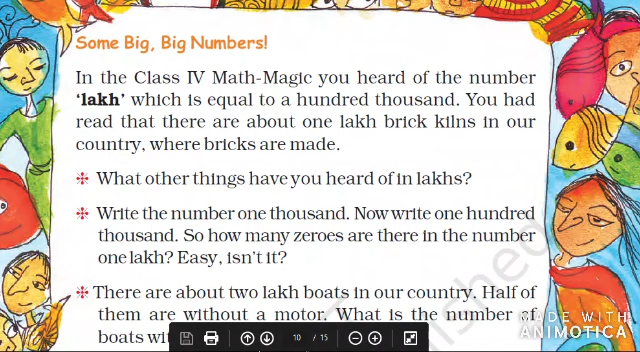 Some Big, Big Numbers!
In the Class IV Math-Magic you heard of the number
‘lakh’ which is equal to a hundred thousand. You had
read that there are about one lakh brick kilns in our
country, where bricks are made.
What other things have you heard of in lakhs?
Write the number one thousand. Now write one hundred
thousand. So how many zeroes are there in the number
one lakh? Easy, isn't it?
There are about two lakh boats in our country. Half of
them are without a motor. What is the number of
boats
10 / 15
MADE WITH
ANIMOTICA